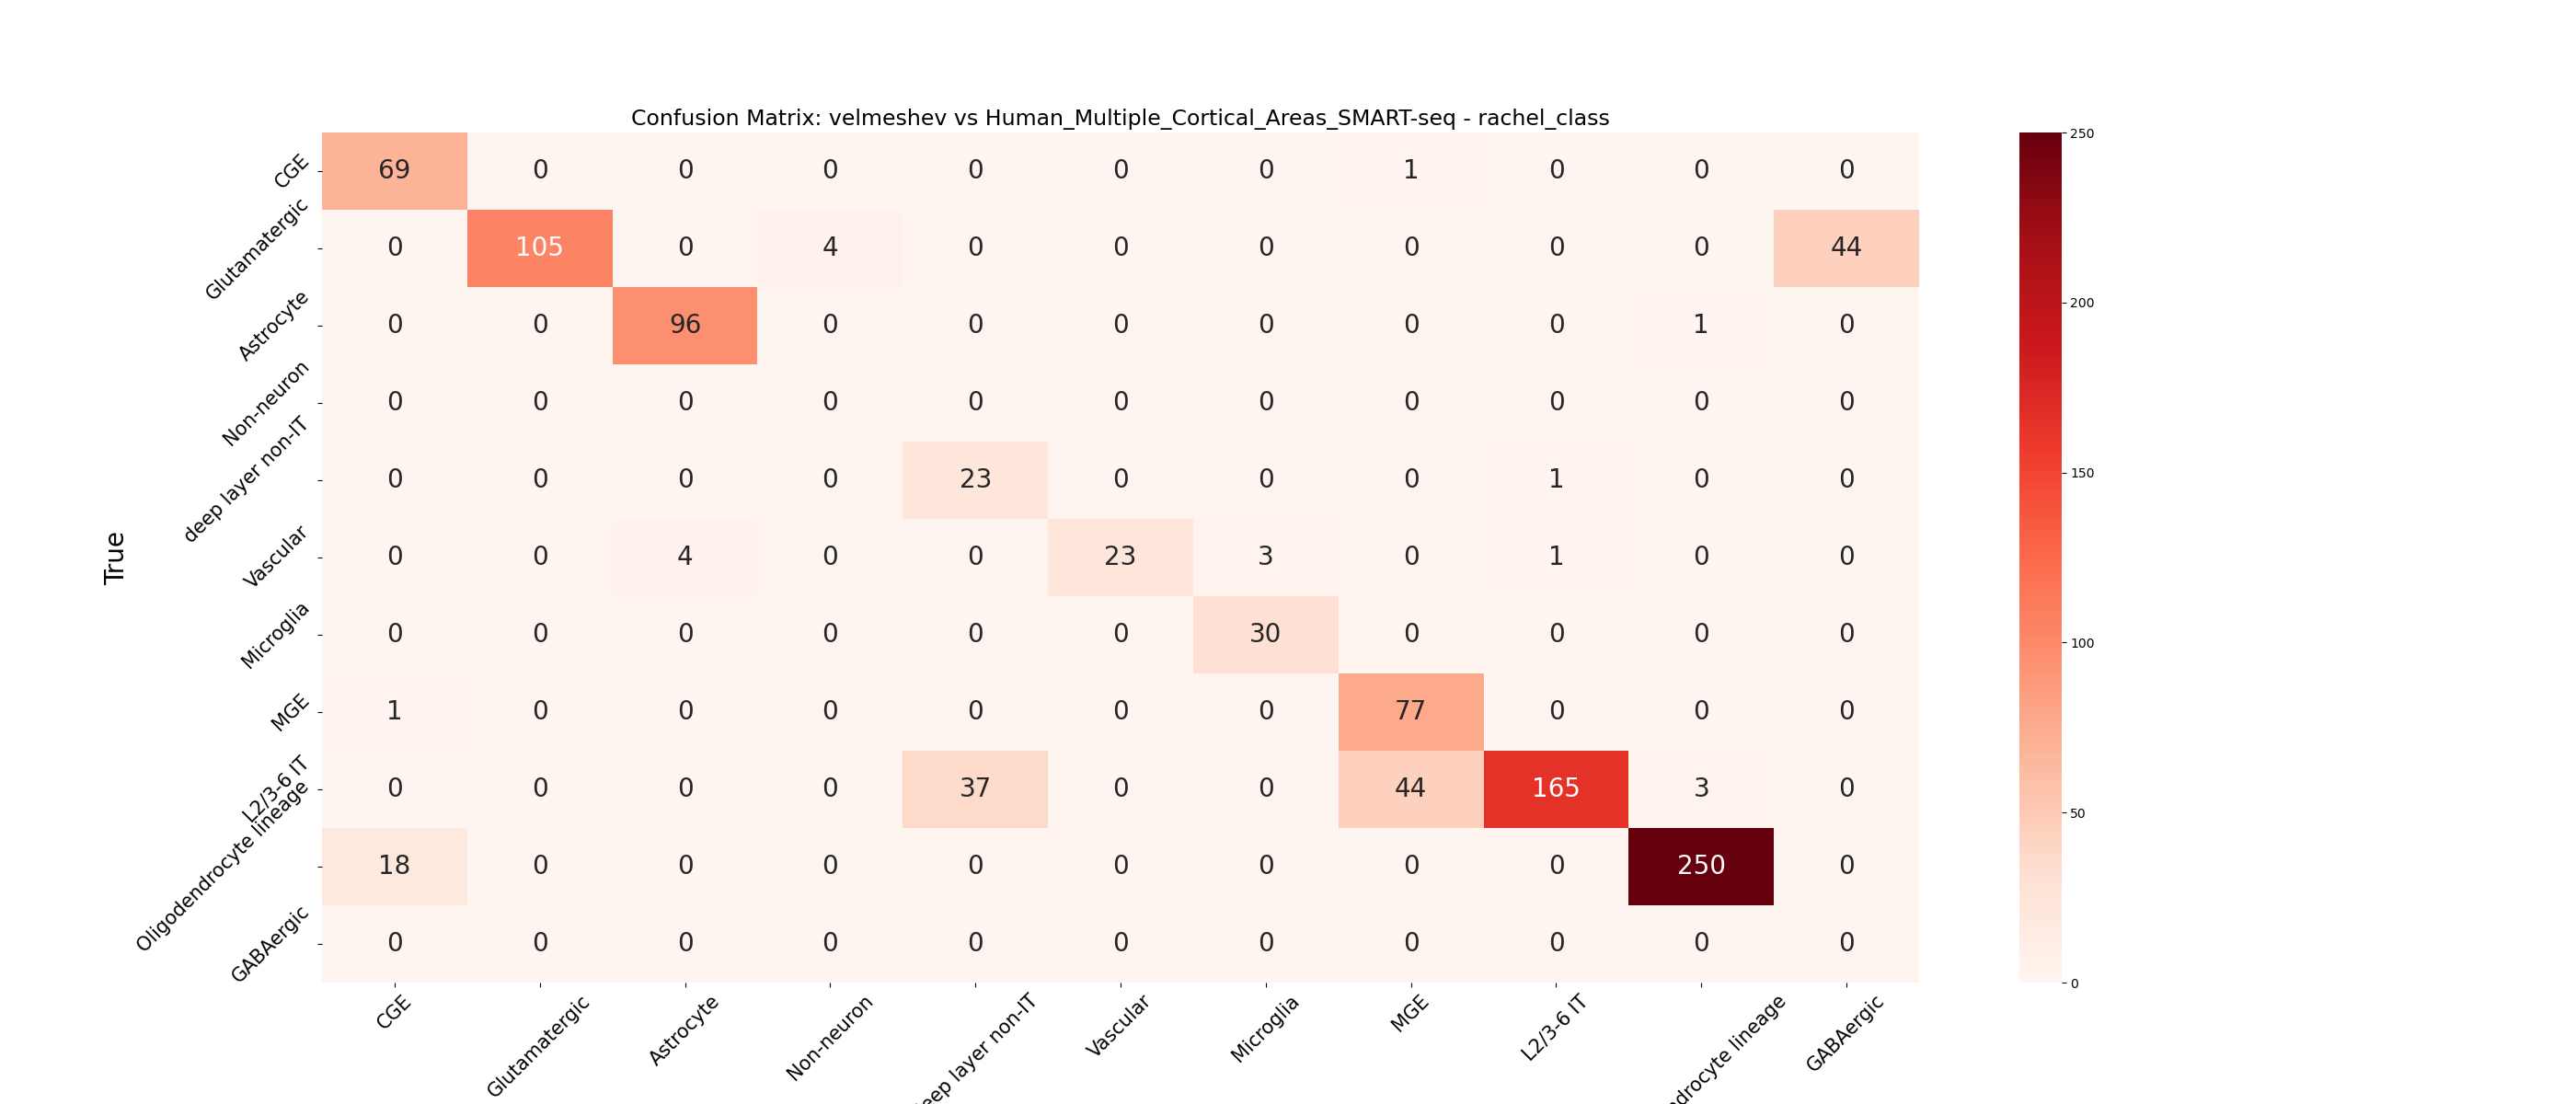 Confusion Matrix: velmeshev vs Human_Multiple_Cortical_Areas_SMART-seq - rachel_class
True
CGE 69 0 0 0 0 0 0 1 0 0 0
Glutamatergic 0 105 0 4 0 0 0 0 0 0 44
Astrocyte 0 0 96 0 0 0 0 0 0 1 0
Non-neuron 0 0 0 0 0 0 0 0 0 0 0
deep layer non-IT 0 0 0 0 23 0 0 0 1 0 0
Vascular 0 0 4 0 0 23 3 0 1 0 0
Microglia 0 0 0 0 0 0 30 0 0 0 0
MGE 1 0 0 0 0 0 0 77 0 0 0
L2/3-6 IT 0 0 0 0 37 0 0 44 165 3 0
Oligodendrocyte lineage 18 0 0 0 0 0 0 0 0 250 0
GABAergic 0 0 0 0 0 0 0 0 0 0 0
CGE Glutamatergic Astrocyte Non-neuron layer non-IT Vascular Microglia MGE L2/3-6 IT lineage GABAergic
250
200
150
100
50
0